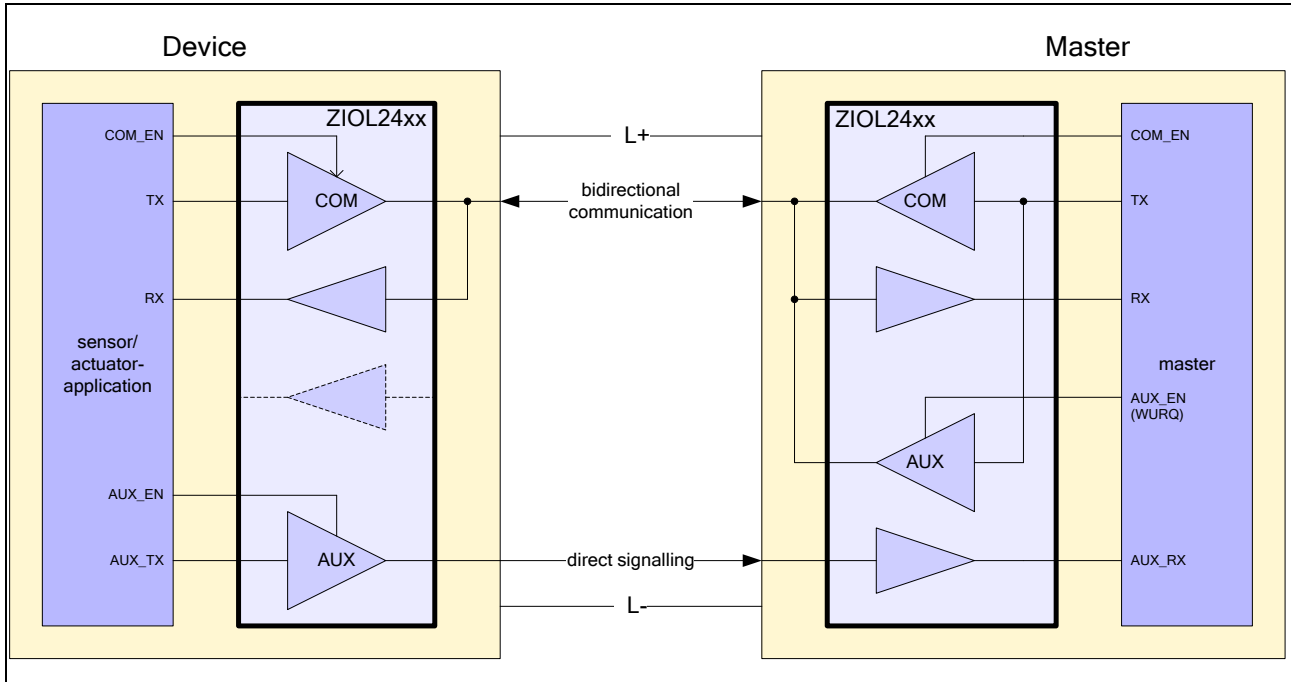 Device
Master
ZIOL24xx
COM_EN
COM
TX
RX
sensor/
actuator-
application
AUX_EN
AUX_TX
AUX
L+
bidirectional
communication
direct signalling
L-
ZIOL24xx
COM_EN
COM
TX
RX
master
AUX_EN
(WURQ)
AUX
AUX_RX